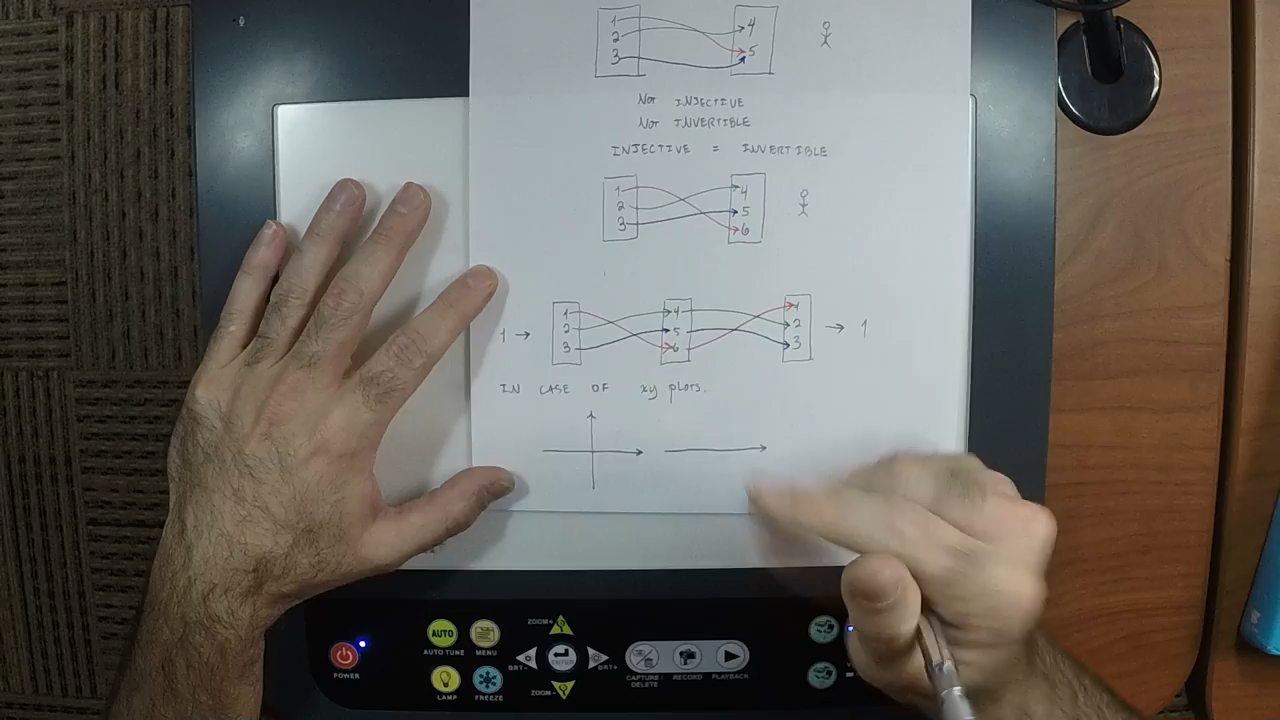 1 4
2 5
3
NOT INJECTIVE
NOT INVERTIBLE
INJECTIVE = INVERTIBLE
1 4
2 5
3 6
1 → 1 4 1 → 1
2 5 2
3 6 3
IN CASE OF xy plots.
POWER
AUTO
AUTO TUNE
MENU
LAMP
FREEZE
ZOOM+
BRT-
ENTER
BRT+
ZOOM-
CAPTURE / DELETE
RECORD
PLAYBACK